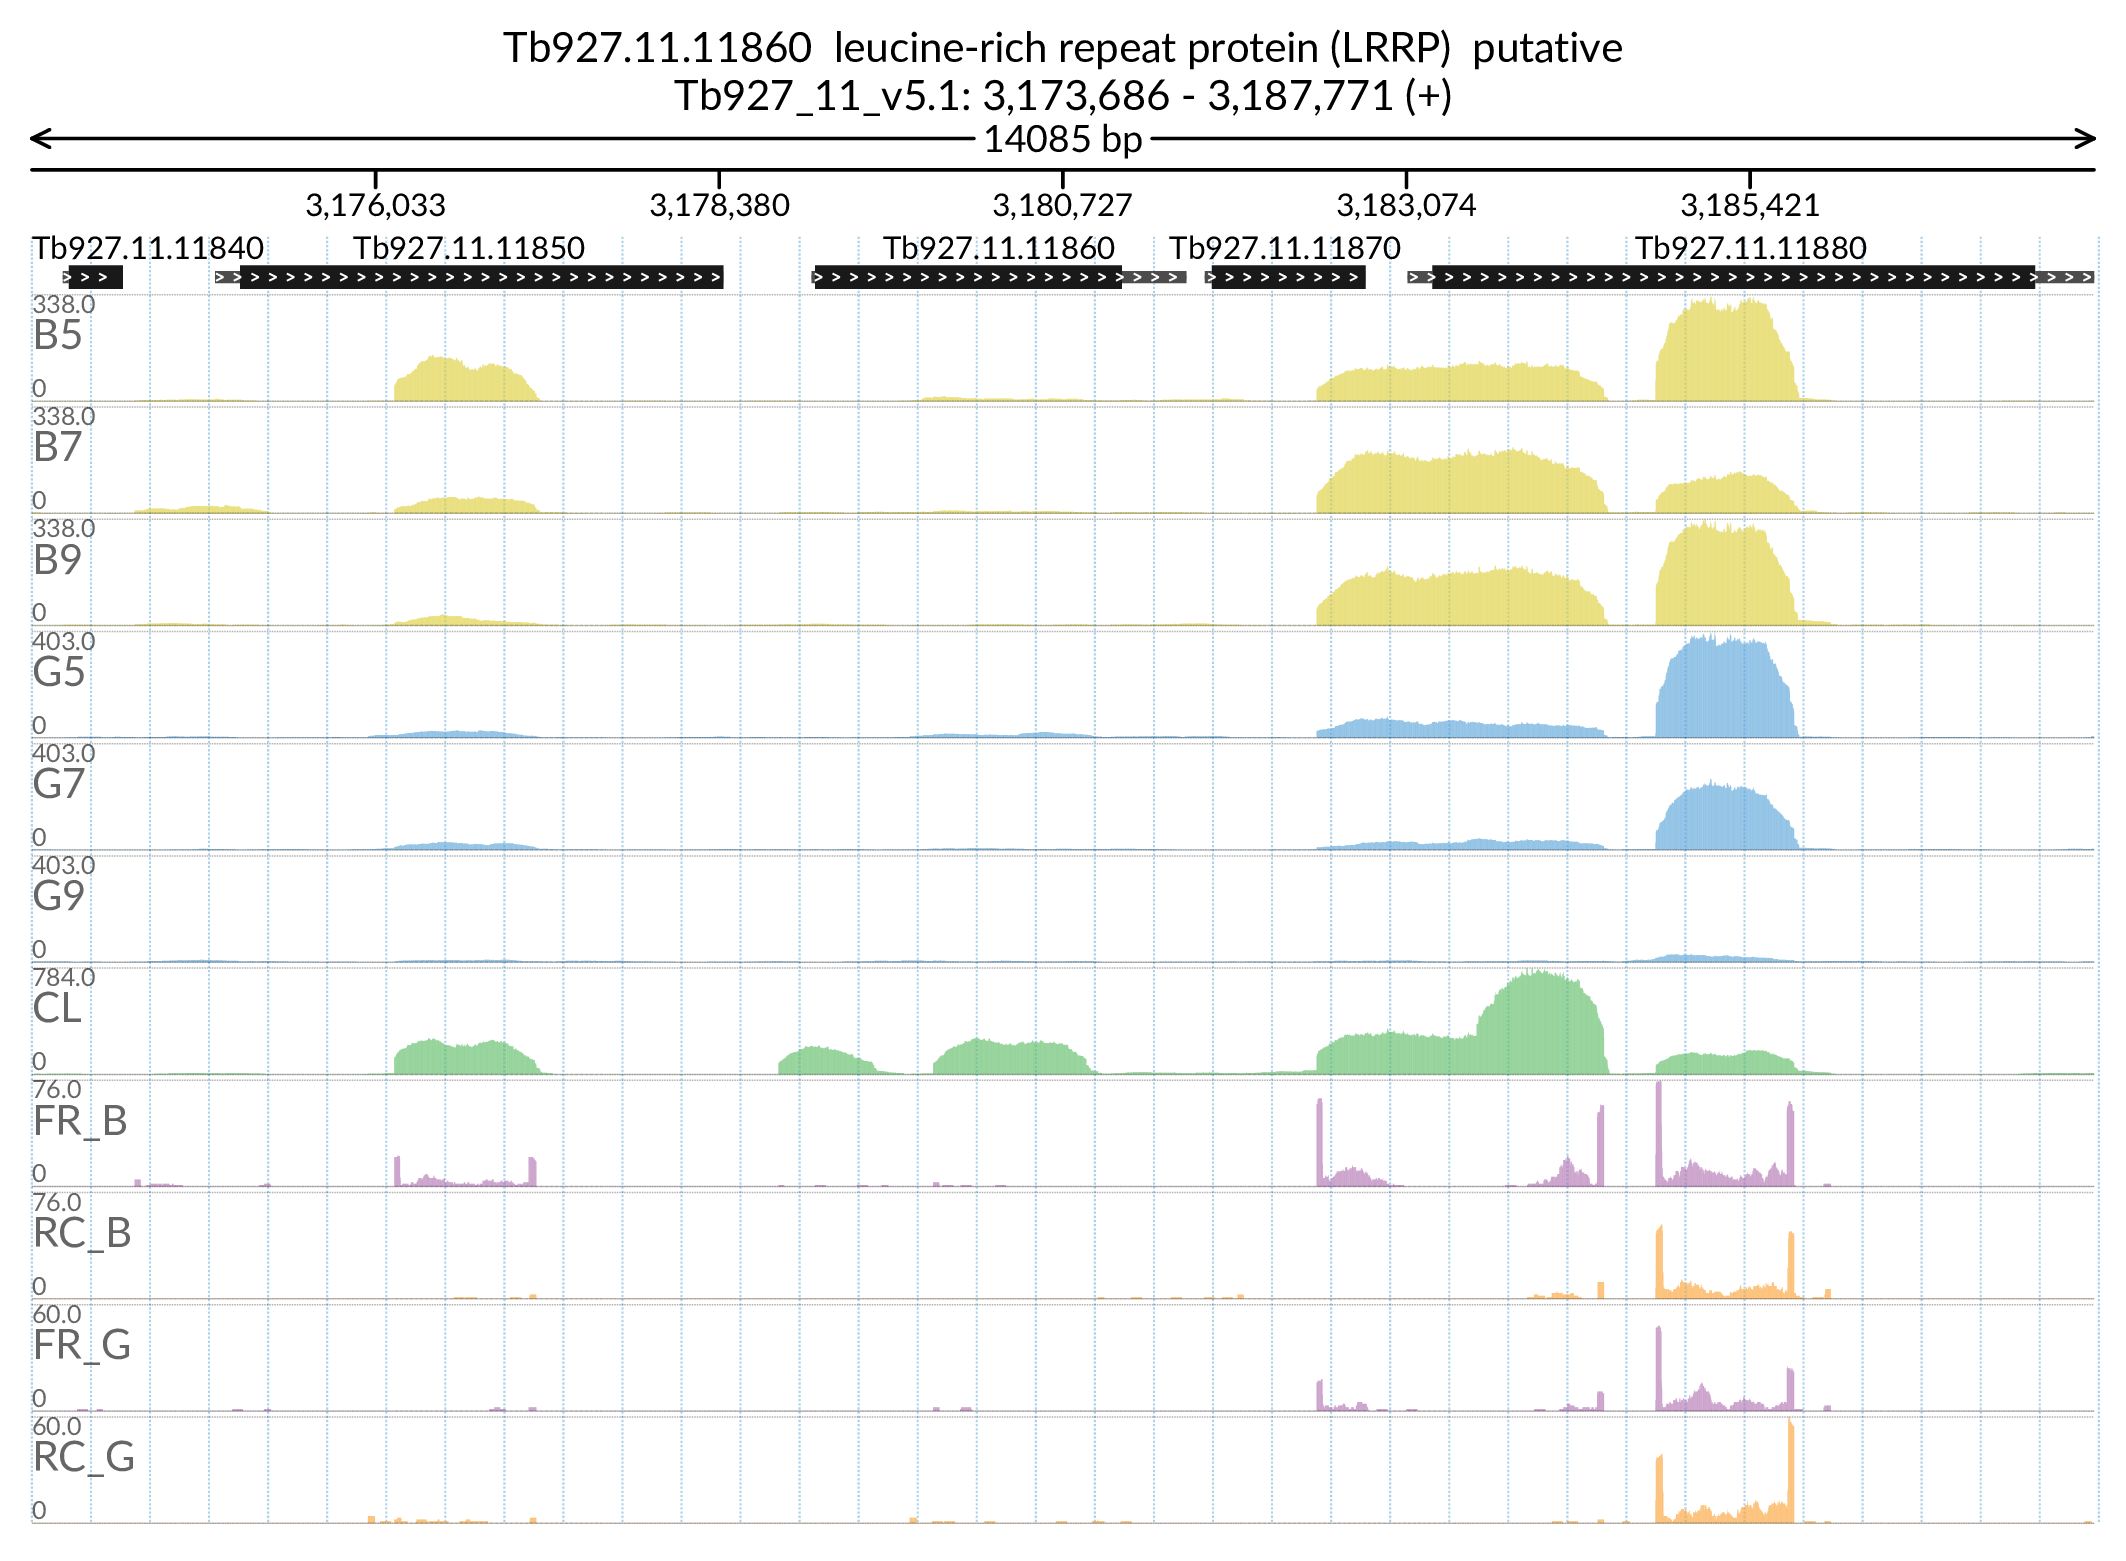 Tb927.11.11860 leucine-rich repeat protein (LRRP) putative
Tb927_11_v5.1: 3,173,686 - 3,187,771 (+)
14085 bp
3,176,033 3,178,380 3,180,727 3,183,074 3,185,421
Tb927.11.11840 Tb927.11.11850 Tb927.11.11860 Tb927.11.11870 Tb927.11.11880
338.0
B5
0
338.0
B7
0
338.0
B9
0
403.0
G5
0
403.0
G7
0
403.0
G9
0
784.0
CL
0
76.0
FR_B
0
76.0
RC_B
0
60.0
FR_G
0
60.0
RC_G
0